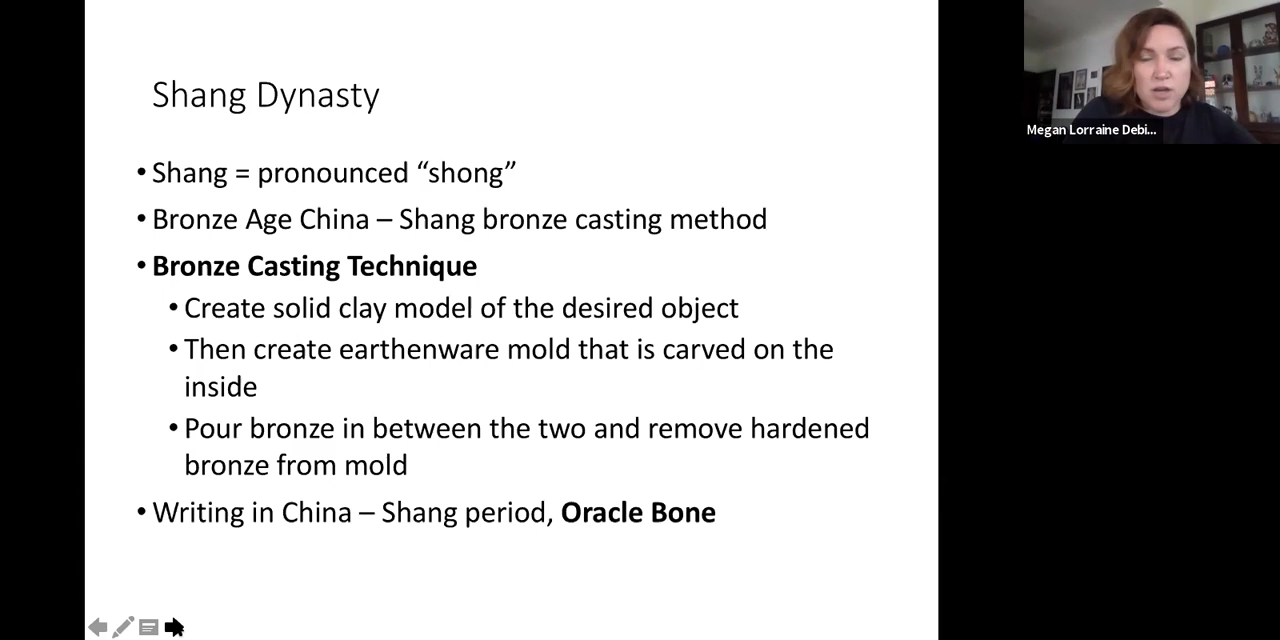 Shang Dynasty
• Shang = pronounced “shong”
• Bronze Age China – Shang bronze casting method
• Bronze Casting Technique
• Create solid clay model of the desired object
• Then create earthenware mold that is carved on the
inside
• Pour bronze in between the two and remove hardened
bronze from mold
• Writing in China – Shang period, Oracle Bone
Megan Lorraine Debi...